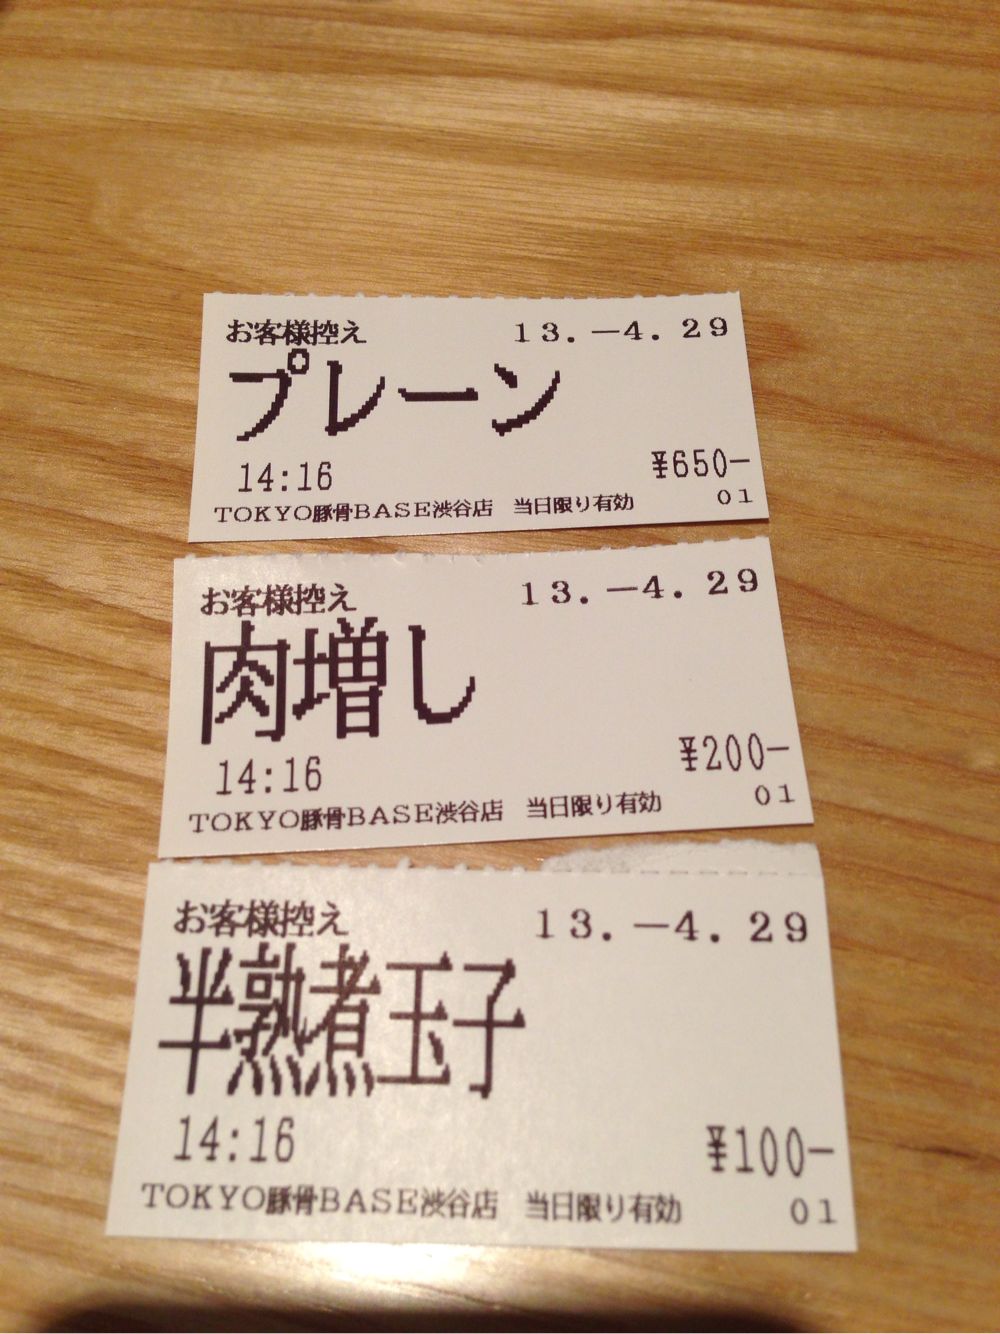 お客様控え 13.－4.29
プレーン
14:16 ¥650－
TOKYO豚骨BASE渋谷店 当日限り有効 01
お客様控え 13.－4.29
肉増し
14:16 ¥200－
TOKYO豚骨BASE渋谷店 当日限り有効 01
お客様控え 13.－4.29
半熟煮玉子
14:16 ¥100－
TOKYO豚骨BASE渋谷店 当日限り有効 01